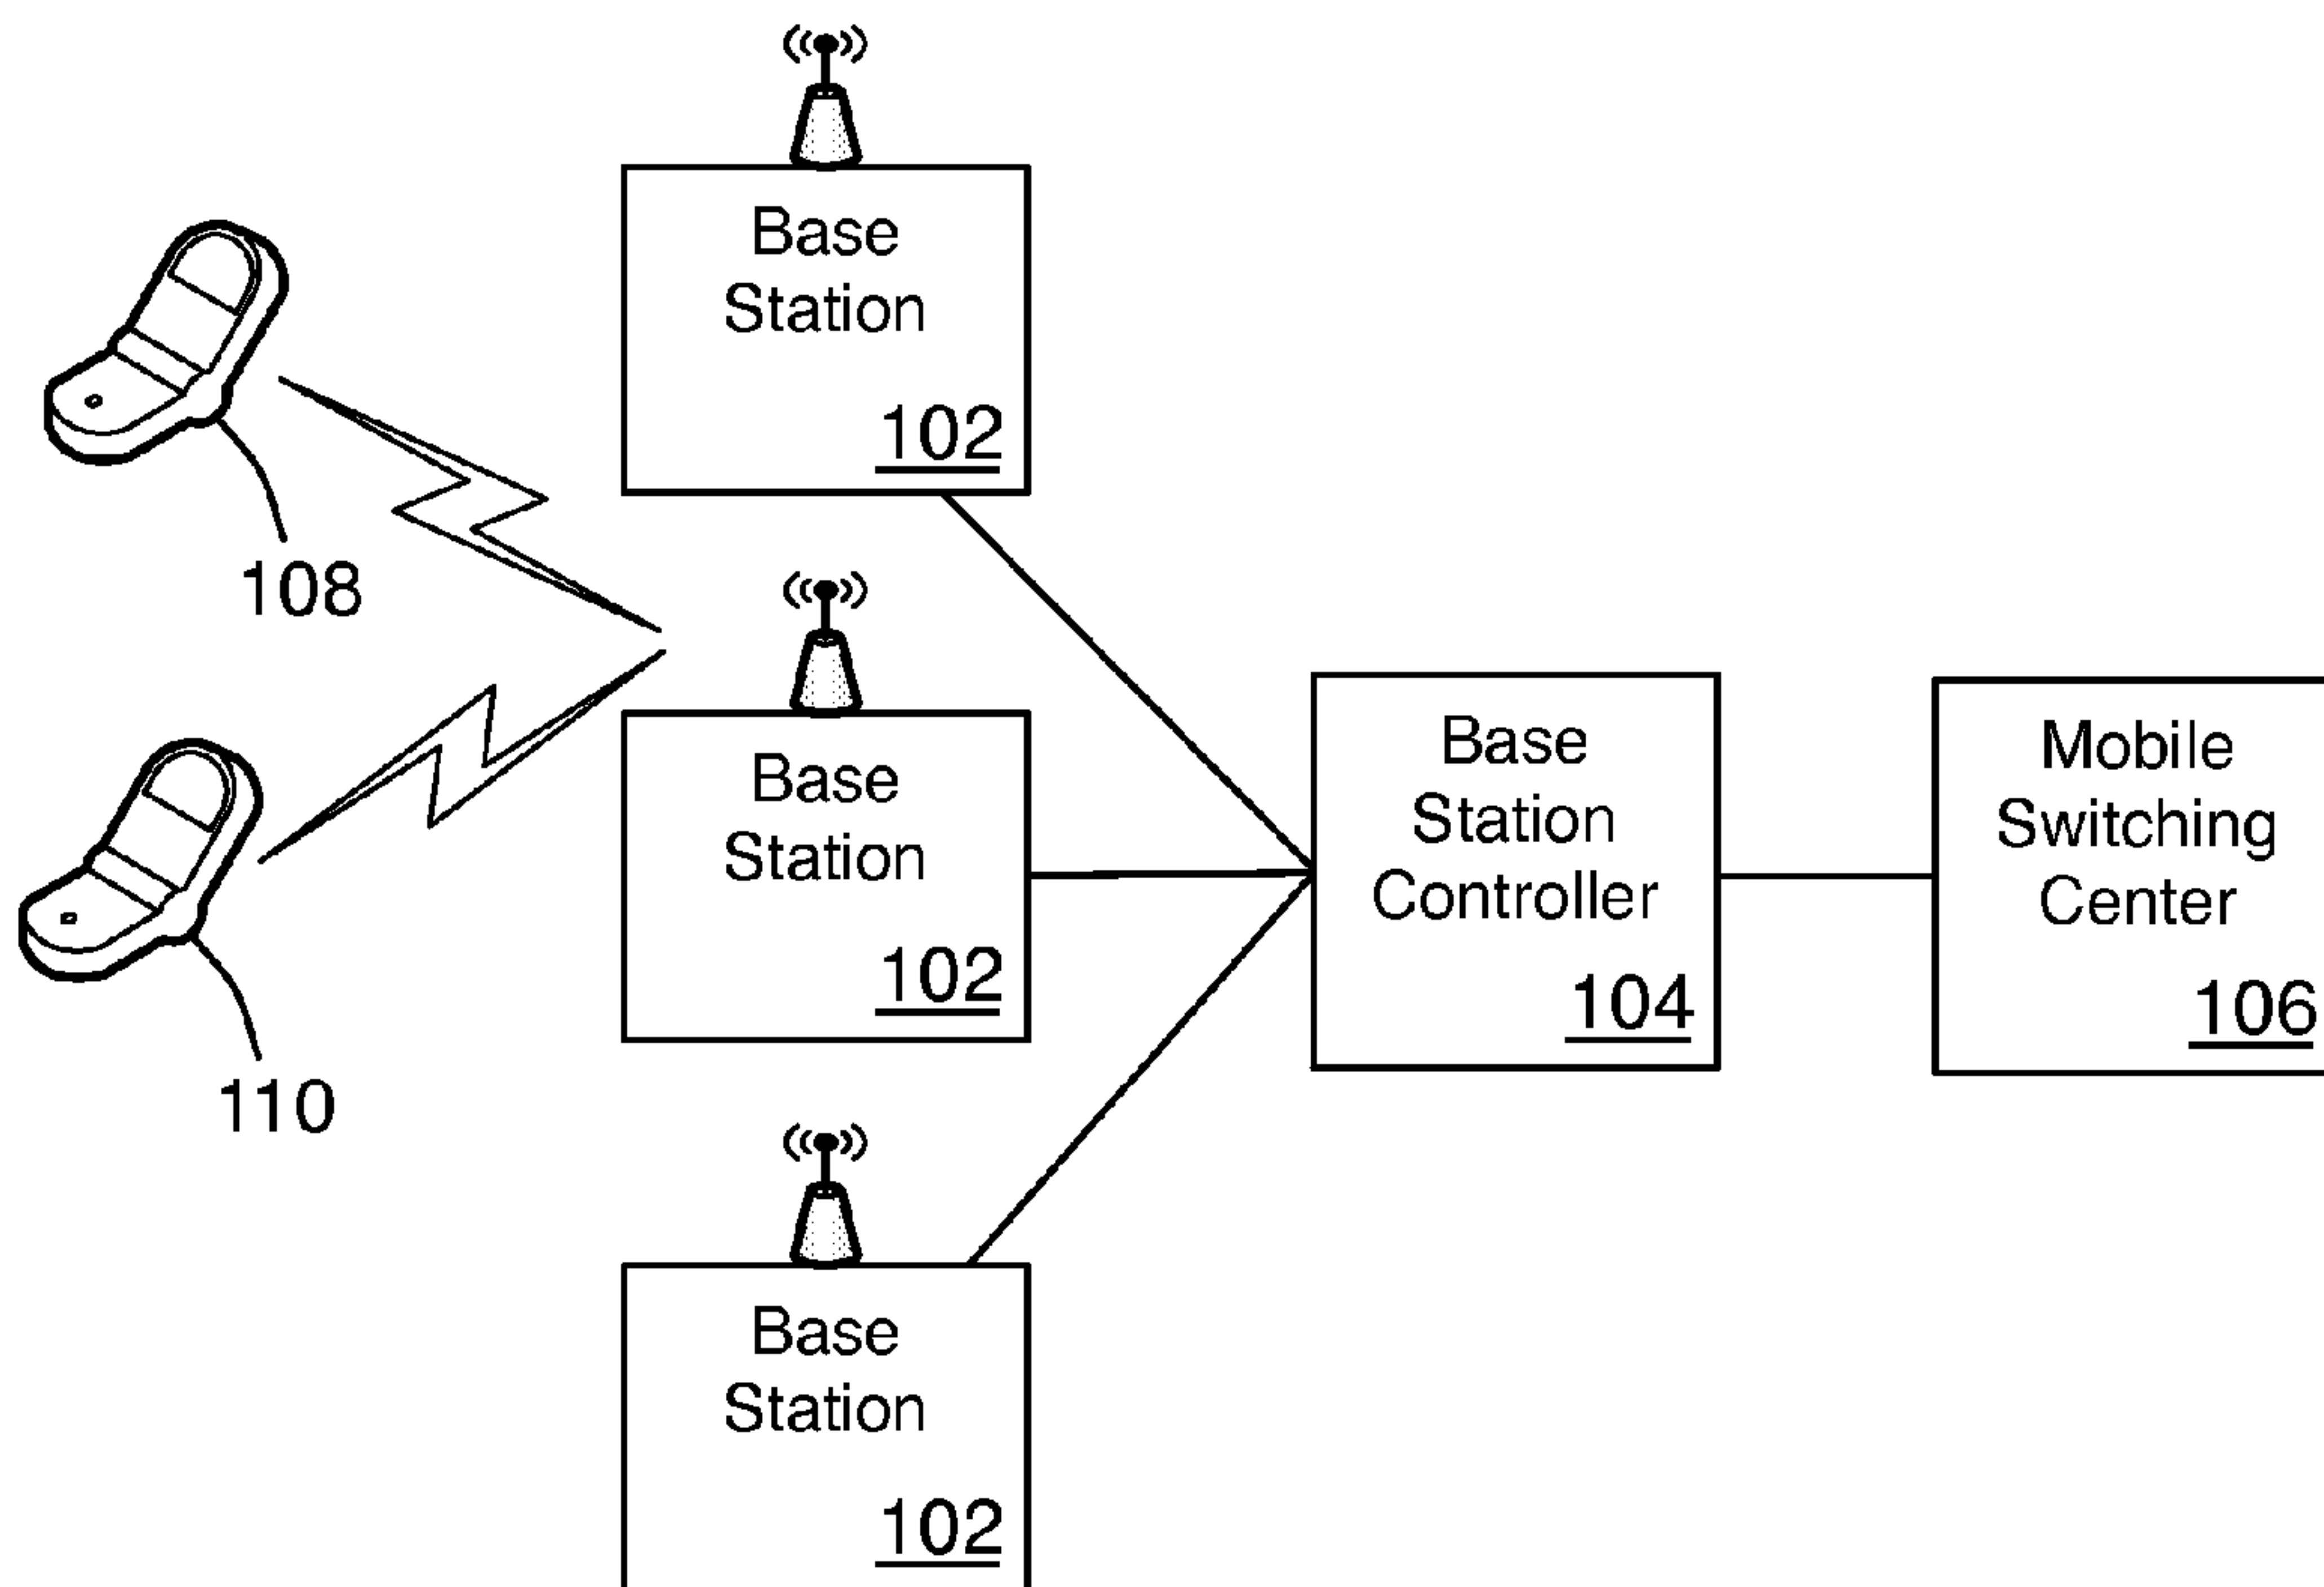 Base
Station
102
108
Base
Station
102
110
Base
Station
102
Base
Station
Controller
104
Mobile
Switching
Center
106